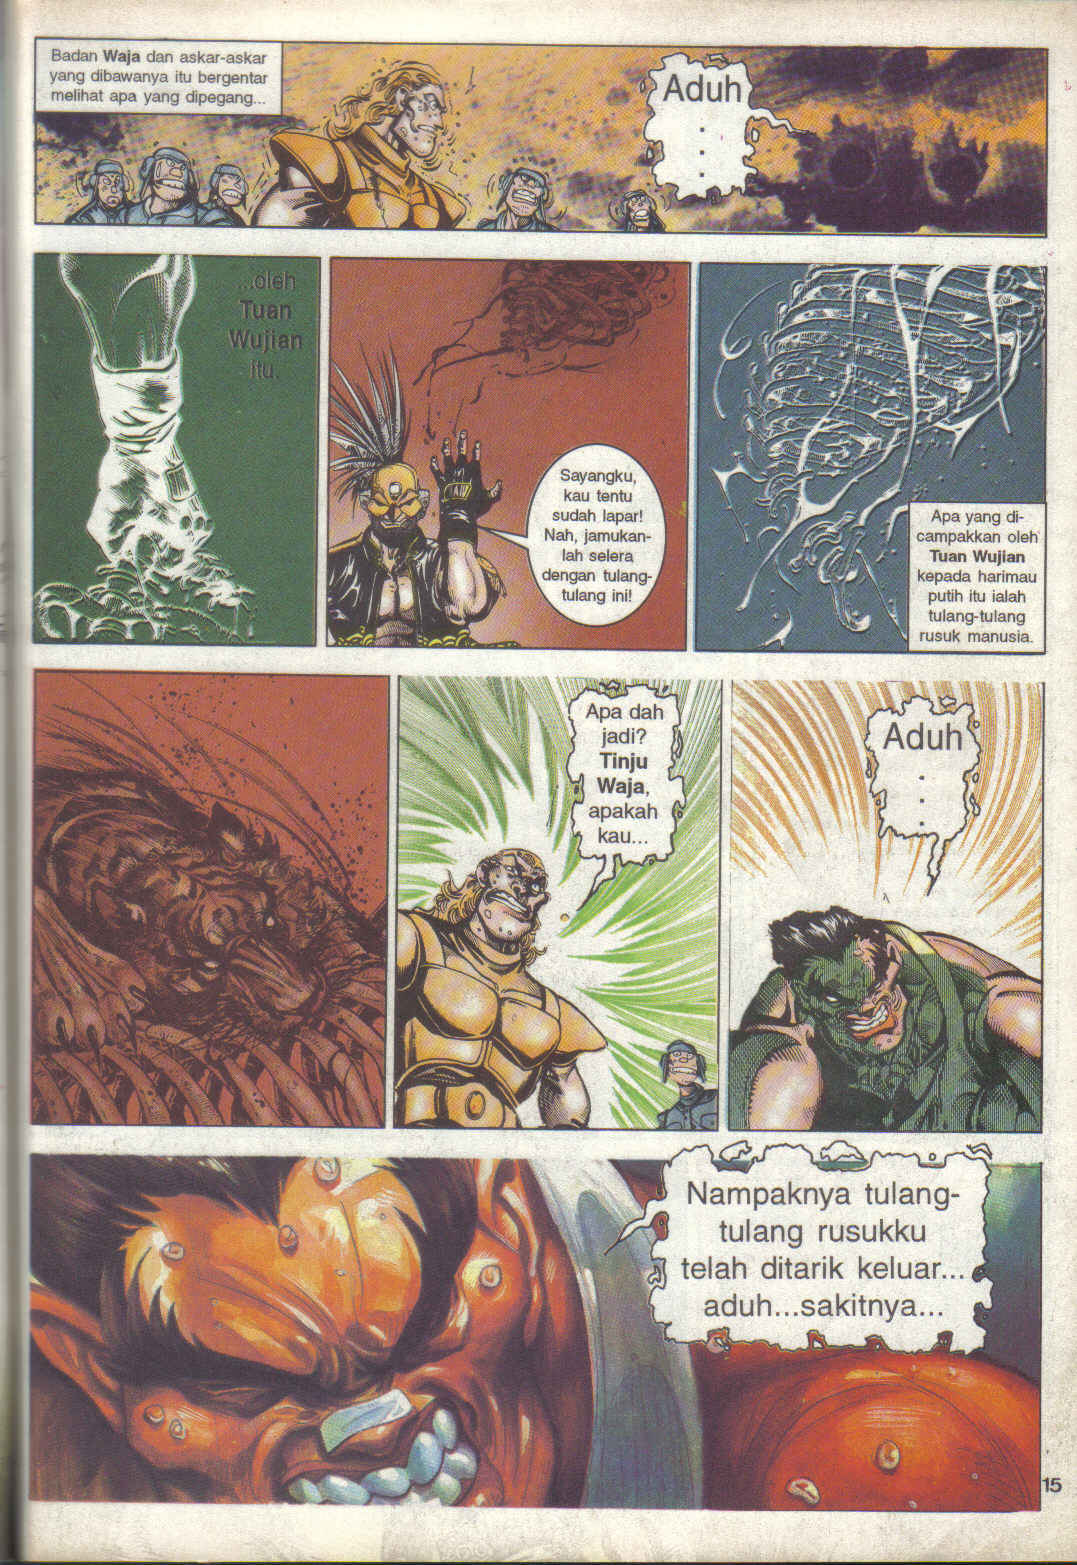 Badan Waja dan askar-askar
yang dibawanya itu bergentar
melihat apa yang dipegang...
Aduh
.
.
.
...oleh
Tuan
Wujian
itu.
Sayangku,
kau tentu
sudah lapar!
Nah, jamukan-
lah selera
dengan tulang-
tulang ini!
Apa yang di-
campakkan oleh
Tuan Wujian
kepada harimau
putih itu ialah
tulang-tulang
rusuk manusia.
Apa dah
jadi?
Tinju
Waja,
apakah
kau...
Aduh
.
.
.
Nampaknya tulang-
tulang rusukku
telah ditarik keluar...
aduh...sakitnya...
15